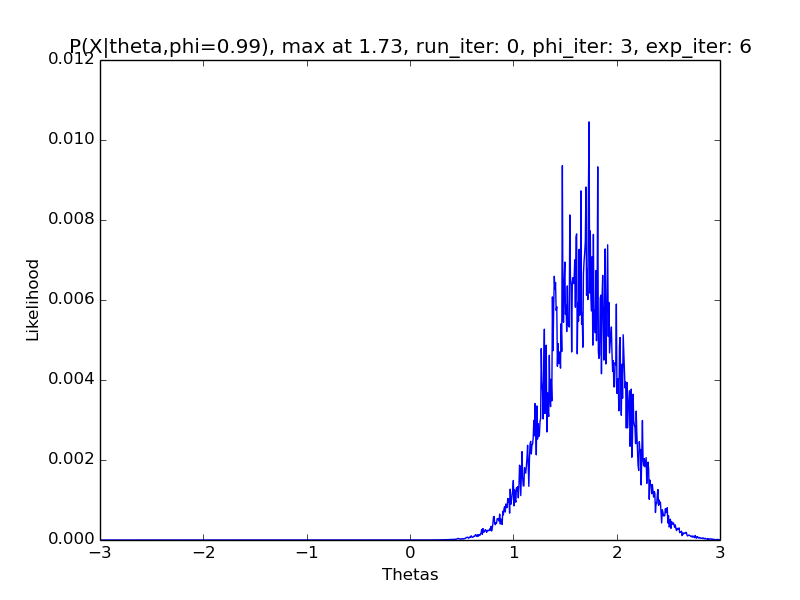 P(X|theta,phi=0.99), max at 1.73, run_iter: 0, phi_iter: 3, exp_iter: 6
0.012
0.010
0.008
0.006
0.004
0.002
0.000
Likelihood
−3 −2 −1 0 1 2 3
Thetas